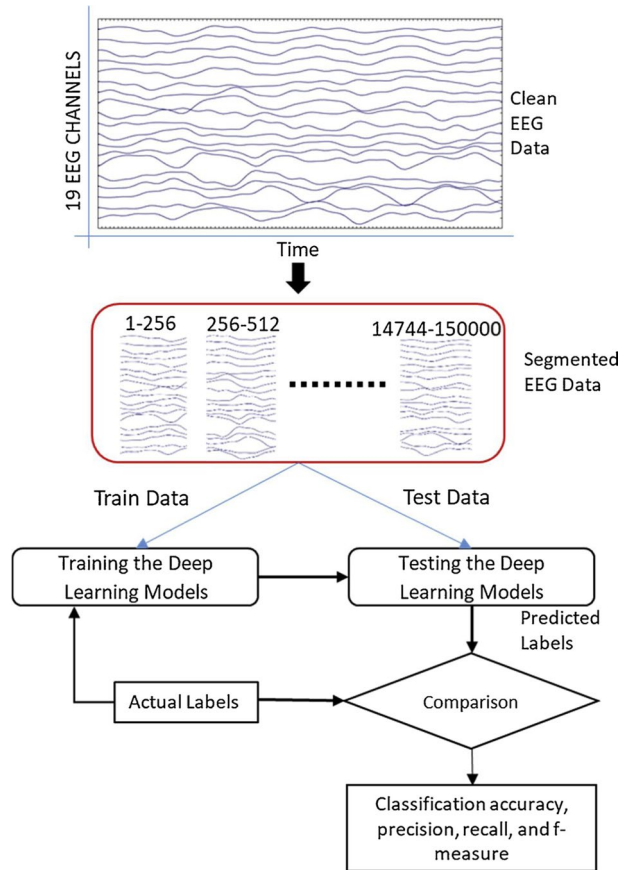 19 EEG CHANNELS
Clean
EEG
Data
Time
1-256
256-512
14744-150000
Segmented
EEG Data
Train Data
Test Data
Training the Deep
Learning Models
Testing the Deep
Learning Models
Predicted
Labels
Actual Labels
Comparison
Classification accuracy,
precision, recall, and f-
measure